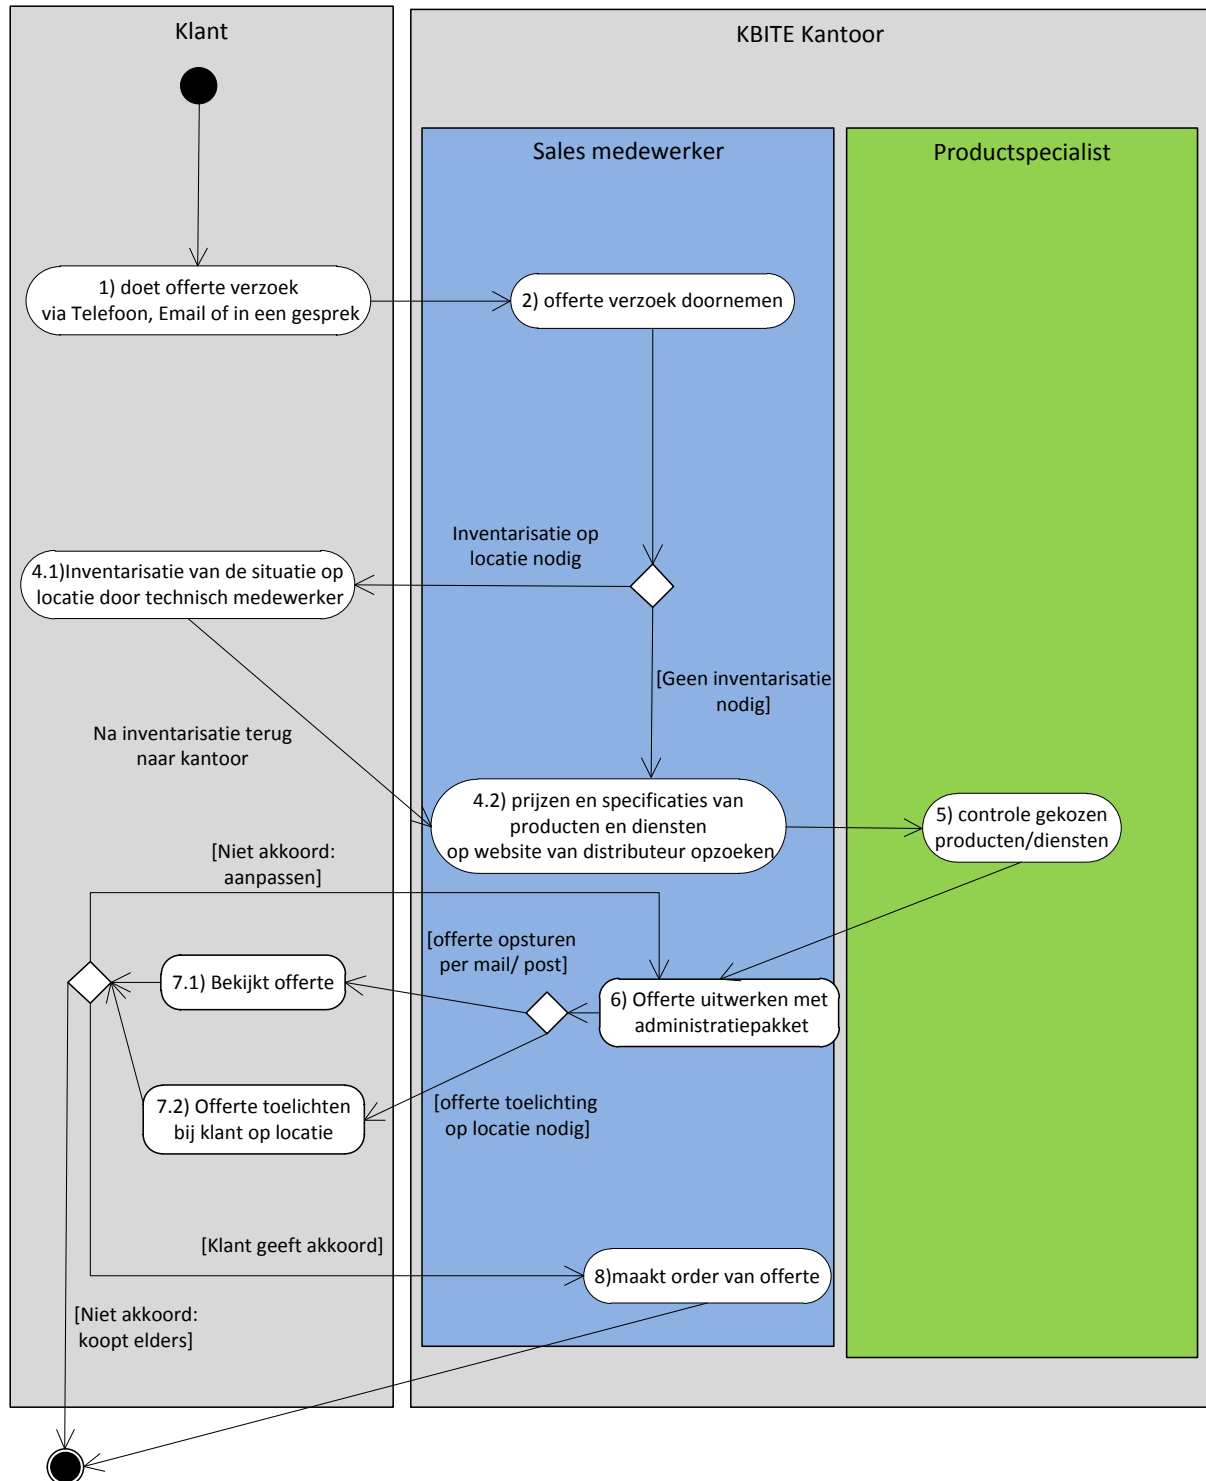 Klant
KBITE Kantoor
Sales medewerker
Productspecialist
1) doet offerte verzoek
via Telefoon, Email of in een gesprek
2) offerte verzoek doornemen
Inventarisatie op
locatie nodig
4.1)Inventarisatie van de situatie op
locatie door technisch medewerker
[Geen inventarisatie
nodig]
Na inventarisatie terug
naar kantoor
4.2) prijzen en specificaties van
producten en diensten
op website van distributeur opzoeken
5) controle gekozen
producten/diensten
[Niet akkoord:
aanpassen]
[offerte opsturen
per mail/ post]
7.1) Bekijkt offerte
6) Offerte uitwerken met
administratiepakket
7.2) Offerte toelichten
bij klant op locatie
[offerte toelichting
op locatie nodig]
[Klant geeft akkoord]
8)maakt order van offerte
[Niet akkoord:
koopt elders]